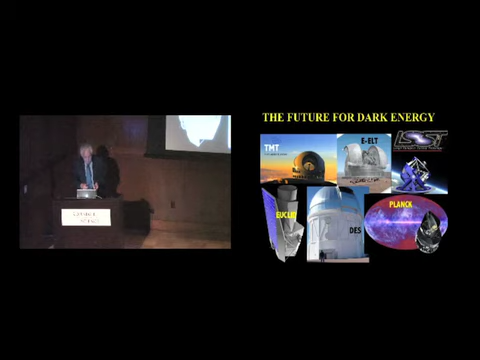 THE FUTURE FOR DARK ENERGY
TMT
E-ELT
LSST
EUCLID
DES
PLANCK